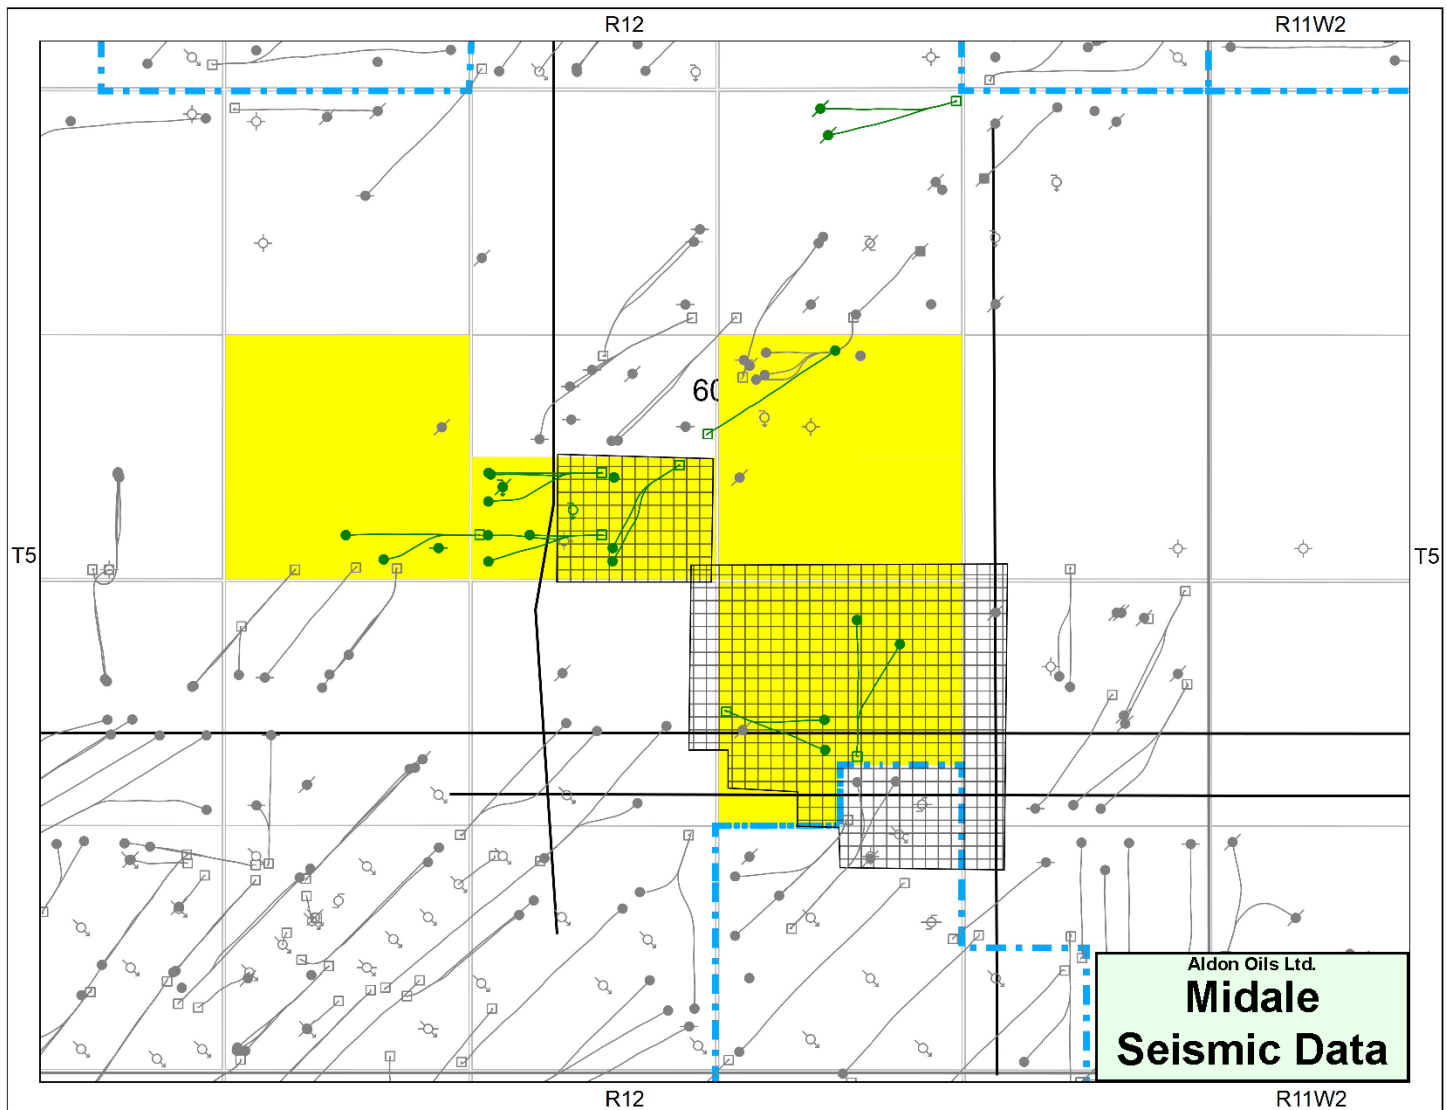 R12 R11W2
60
T5 T5
Aldon Oils Ltd.
Midale
Seismic Data
R12 R11W2